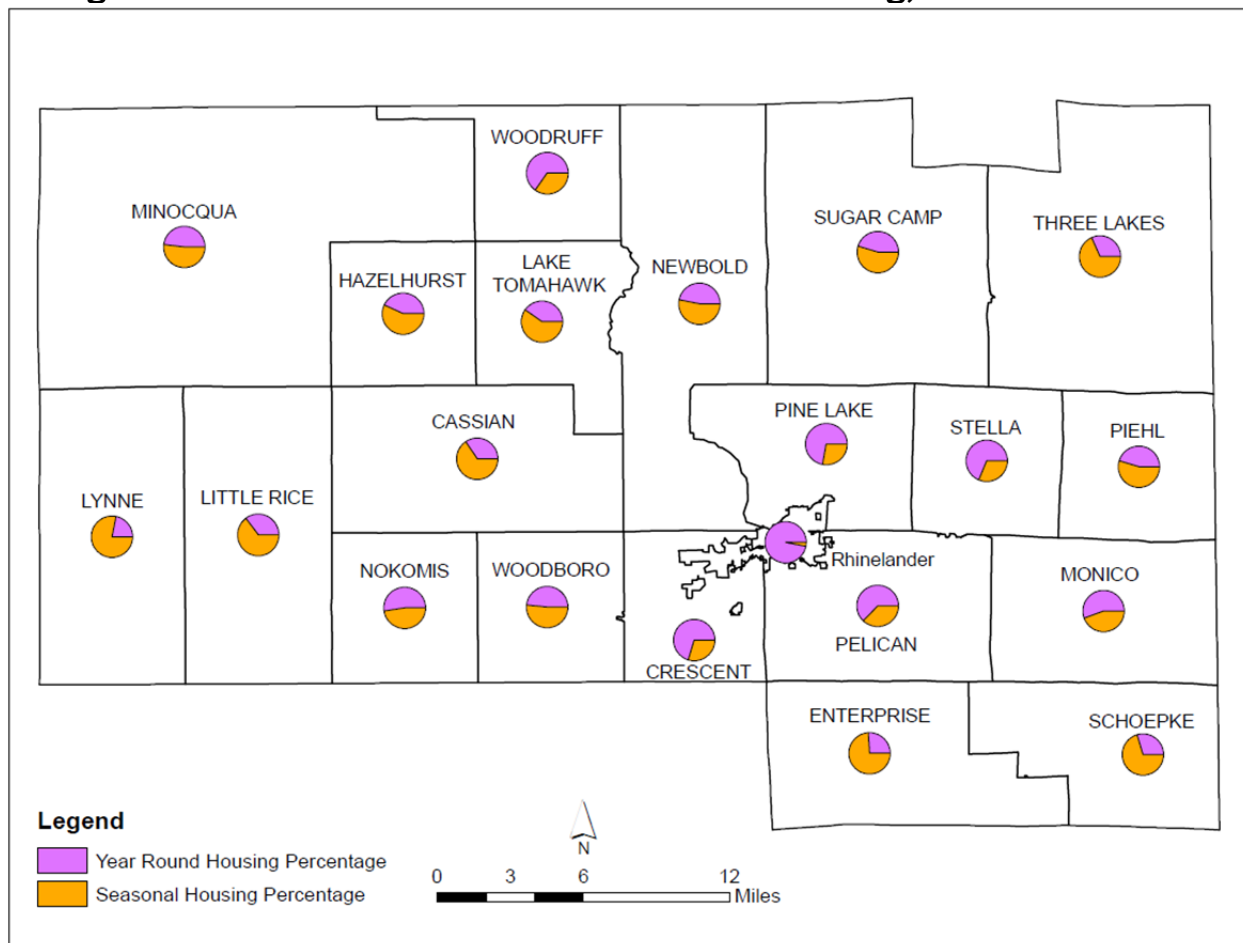 WOODRUFF
MINOCQUA
SUGAR CAMP
THREE LAKES
LAKE
TOMAHAWK
NEWBOLD
HAZELHURST
PINE LAKE
CASSIAN
STELLA
PIEHL
LYNNE
LITTLE RICE
Rhinelander
NOKOMIS
WOODBORO
MONICO
PELICAN
CRESCENT
ENTERPRISE
SCHOEPKE
Legend
Year Round Housing Percentage
Seasonal Housing Percentage
N
0 3 6 12
Miles